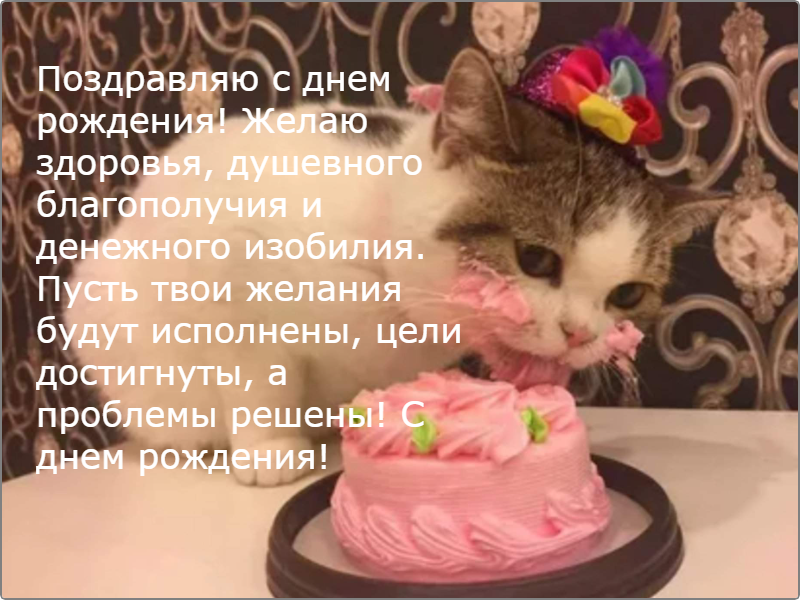 Поздравляю с днем
рождения! Желаю
здоровья, душевного
благополучия и
денежного изобилия.
Пусть твои желания
будут исполнены, цели
достигнуты, а
проблемы решены! С
днем рождения!